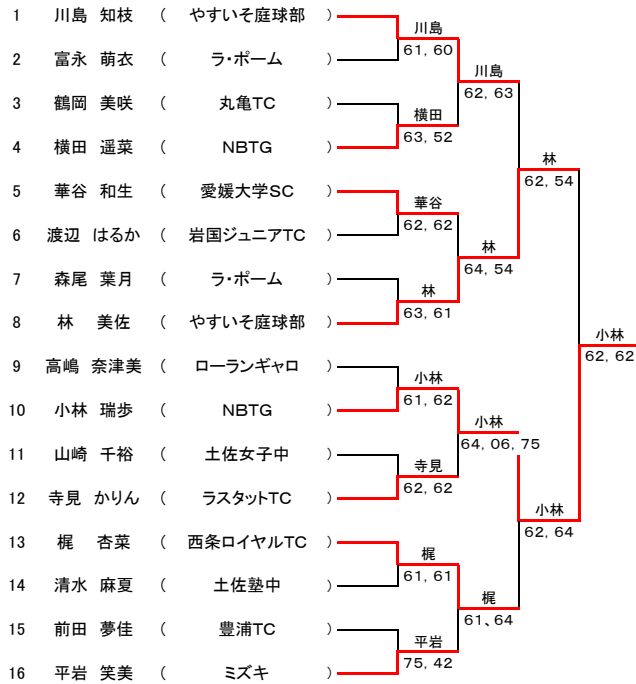 1 川島 知枝 ( やすいそ庭球部 )
川島
61, 60
2 富永 萌衣 ( ラ・ポーム )
川島
62, 63
3 鶴岡 美咲 ( 丸亀TC )
横田
63, 52
4 横田 遥菜 ( NBTG )
林
62, 54
5 華谷 和生 ( 愛媛大学SC )
華谷
62, 62
6 渡辺 はるか ( 岩国ジュニアTC )
林
64, 54
7 森尾 葉月 ( ラ・ポーム )
林
63, 61
8 林 美佐 ( やすいそ庭球部 )
小林
62, 62
9 高嶋 奈津美 ( ローランギャロ )
小林
61, 62
10 小林 瑞歩 ( NBTG )
小林
64, 06, 75
11 山崎 千裕 ( 土佐女子中 )
寺見
62, 62
12 寺見 かりん ( ラスタットTC )
小林
62, 64
13 梶 杏菜 ( 西条ロイヤルTC )
梶
61, 61
14 清水 麻夏 ( 土佐塾中 )
梶
61、64
15 前田 夢佳 ( 豊浦TC )
平岩
75, 42
16 平岩 笑美 ( ミズキ )